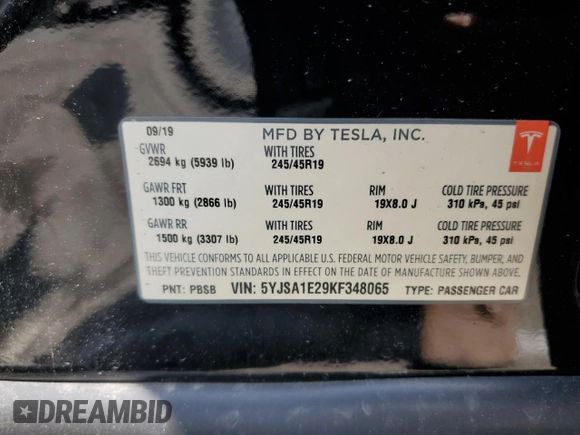 09/19 MFD BY TESLA, INC.
GVWR WITH TIRES
2694 kg (5939 lb) 245/45R19
GAWR FRT WITH TIRES RIM COLD TIRE PRESSURE
1300 kg (2866 lb) 245/45R19 19X8.0 J 310 kPa, 45 psi
GAWR RR WITH TIRES RIM COLD TIRE PRESSURE
1500 kg (3307 lb) 245/45R19 19X8.0 J 310 kPa, 45 psi
THIS VEHICLE CONFORMS TO ALL APPLICABLE U.S. FEDERAL MOTOR VEHICLE SAFETY, BUMPER, AND
THEFT PREVENTION STANDARDS IN EFFECT ON THE DATE OF MANUFACTURE SHOWN ABOVE.
PNT: PBSB VIN: 5YJSA1E29KF348065 TYPE: PASSENGER CAR
TESLA
DREAMBID